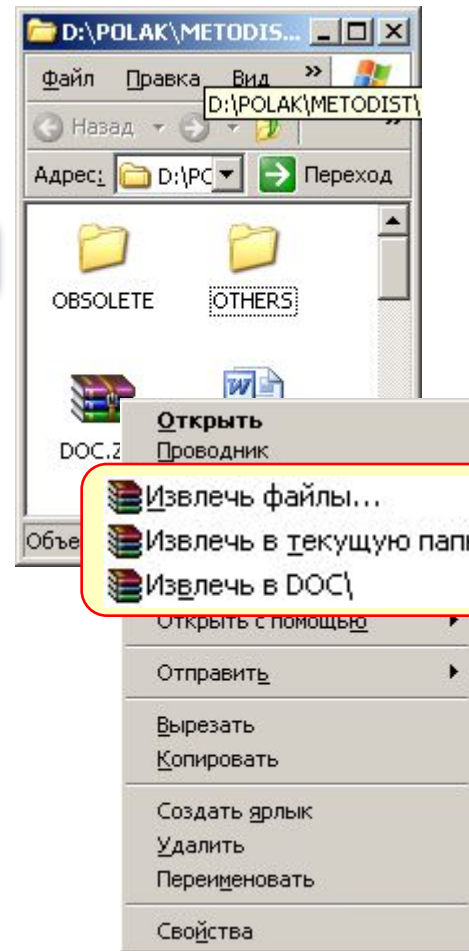 D:\POLAK\METODIS...
Файл Правка Вид »
D:\POLAK\METODIST\
Назад
Адрес: D:\PC Переход
OBSOLETE OTHERS
DOC.Z
Открыть
Проводник
Извлечь файлы...
Извлечь в текущую пап
Объе
Извлечь в DOC\
Открыть с помощью
Отправить
Вырезать
Копировать
Создать ярлык
Удалить
Переименовать
Свойства